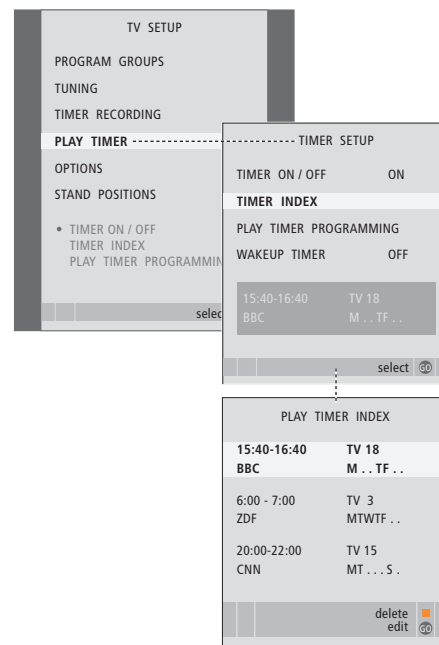 TV SETUP
PROGRAM GROUPS
TUNING
TIMER RECORDING
PLAY TIMER
OPTIONS
STAND POSITIONS
• TIMER ON / OFF
TIMER INDEX
PLAY TIMER PROGRAMMIN
selec
TIMER SETUP
TIMER ON / OFF ON
TIMER INDEX
PLAY TIMER PROGRAMMING
WAKEUP TIMER OFF
15:40-16:40 TV 18
BBC M . . TF . .
select GO
PLAY TIMER INDEX
15:40-16:40 TV 18
BBC M . . TF . .
6:00 - 7:00 TV 3
ZDF MTWTF . .
20:00-22:00 TV 15
CNN MT . . . S .
delete
edit GO